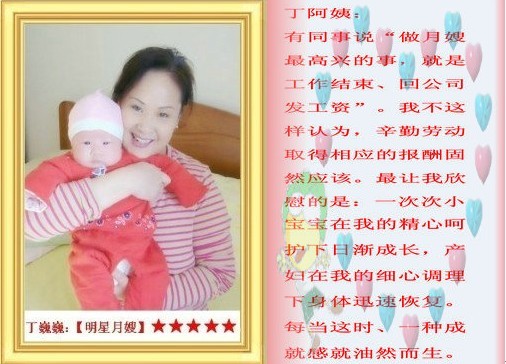 丁巍巍:【明星月嫂】★★★★★
丁阿姨：
有同事说“做月嫂
最高兴的事，就是
工作结束、回公司
发工资”。我不这
样认为，辛勤劳动
取得相应的报酬固
然应该。最让我欣
慰的是：一次次小
宝宝在我的精心呵
护下日渐成长，产
妇在我的细心调理
下身体迅速恢复。
每当这时、一种成
就感就油然而生。